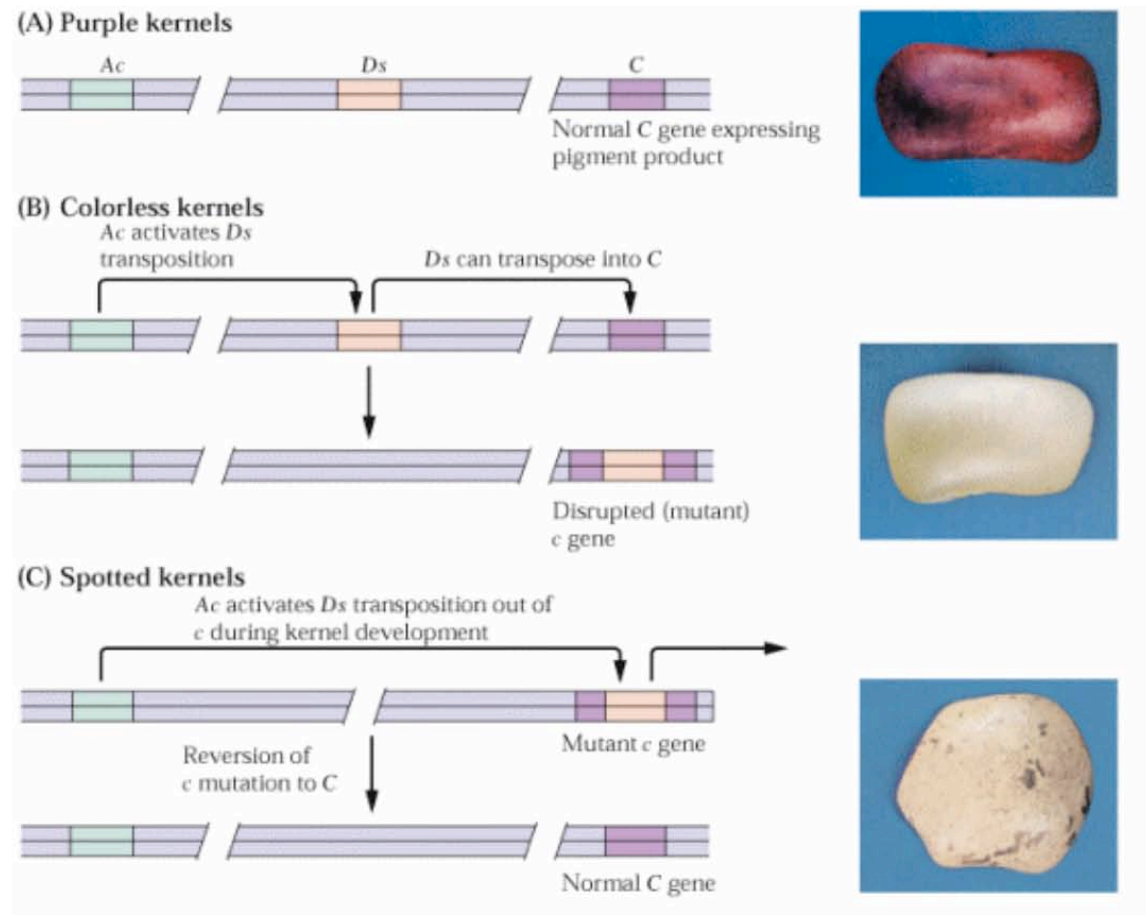 (A) Purple kernels
Ac
Ds
C
Normal C gene expressing
pigment product
(B) Colorless kernels
Ac activates Ds
transposition
Ds can transpose into C
Disrupted (mutant)
c gene
(C) Spotted kernels
Ac activates Ds transposition out of
c during kernel development
Mutant c gene
Reversion of
c mutation to C
Normal C gene